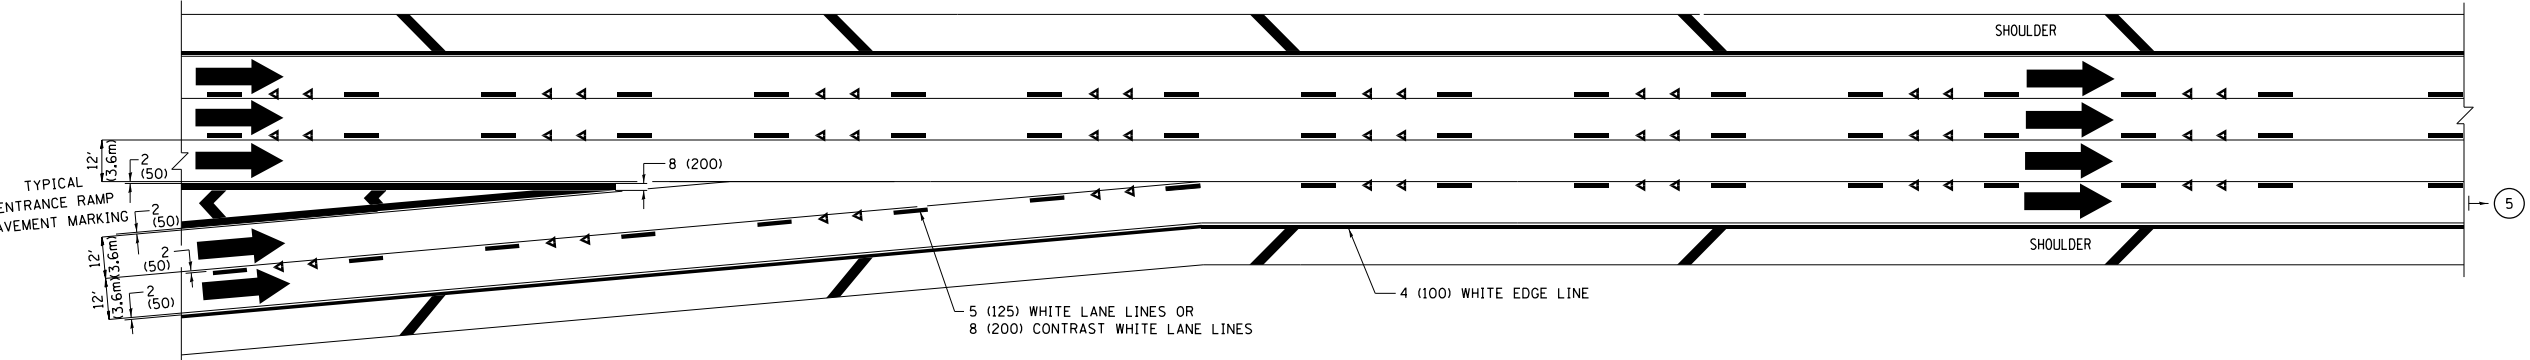 SHOULDER
12'
(3.6m)
2
(50)
8 (200)
TYPICAL
ENTRANCE RAMP
PAVEMENT MARKING
2
(50)
5
12'
(3.6m)
2
(50)
SHOULDER
12'
(3.6m)
2
(50)
4 (100) WHITE EDGE LINE
5 (125) WHITE LANE LINES OR
8 (200) CONTRAST WHITE LANE LINES